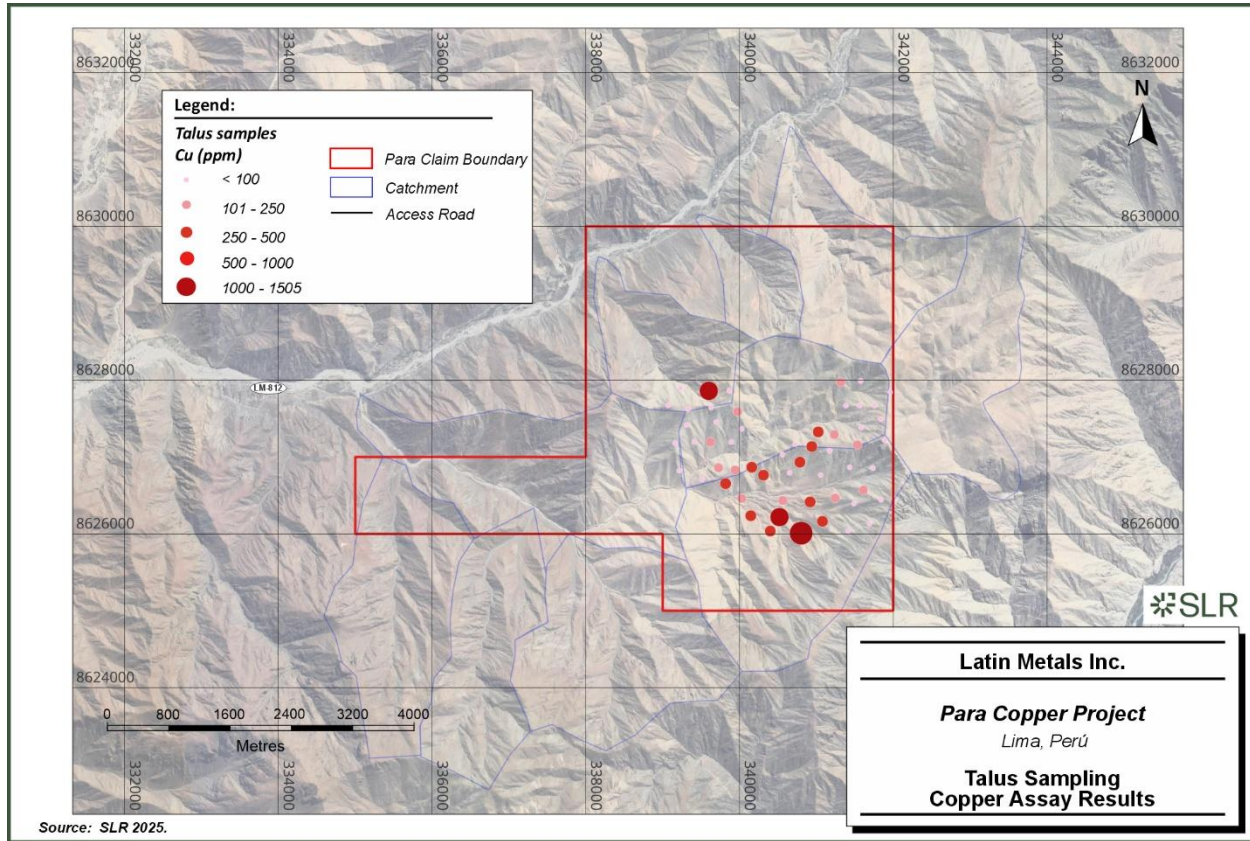 332000
334000
336000
338000
340000
342000
344000
8632000
8632000
N
Legend:
Talus samples
Cu (ppm)
< 100
101 - 250
250 - 500
500 - 1000
1000 - 1505
Para Claim Boundary
Catchment
Access Road
8630000
8630000
8628000
8628000
LM-812
8626000
8626000
8624000
0 800 1600 2400 3200 4000
Metres
332000
334000
336000
338000
340000
SLR
Latin Metals Inc.
Para Copper Project
Lima, Perú
Talus Sampling
Copper Assay Results
Source: SLR 2025.